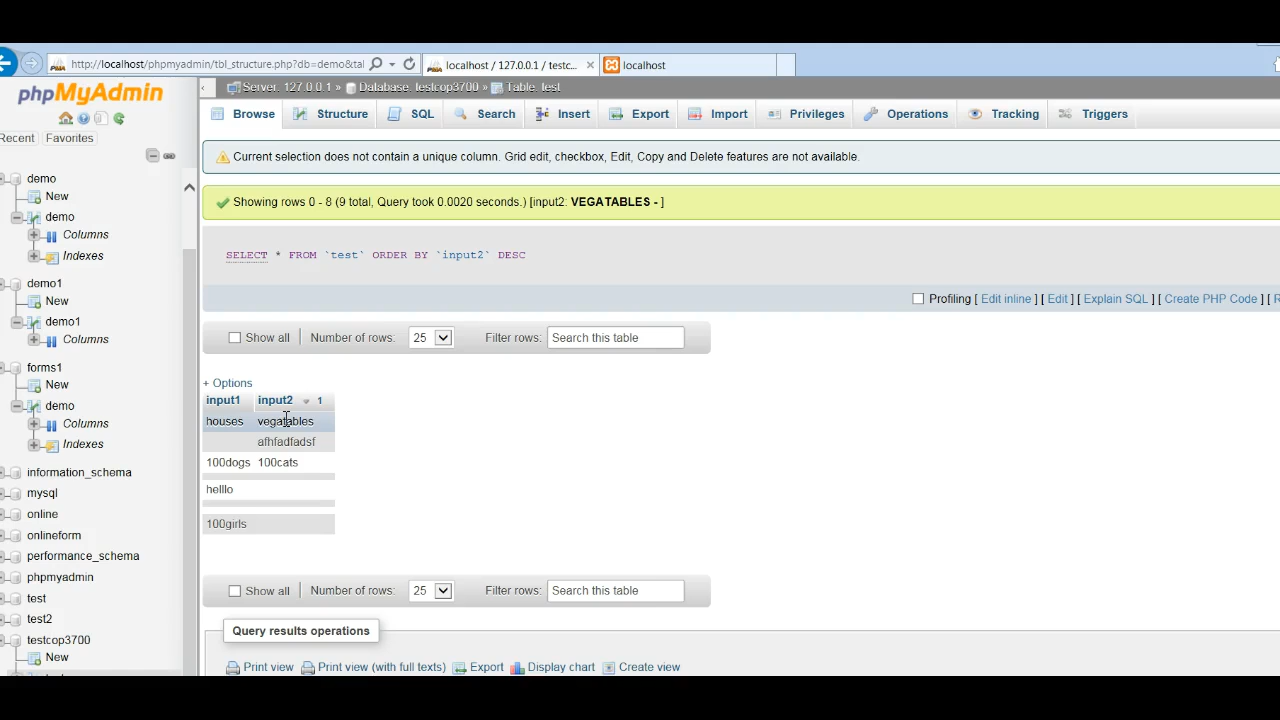 http://localhost/phpmyadmin/tbl_structure.php?db=demo&tal
localhost / 127.0.0.1 / testc...
localhost
phpMyAdmin
Server: 127.0.0.1 » Database: testcop3700 » Table: test
Browse Structure SQL Search Insert Export Import Privileges Operations Tracking Triggers
Recent Favorites
Current selection does not contain a unique column. Grid edit, checkbox, Edit, Copy and Delete features are not available.
demo
New
demo
Columns
Indexes
demo1
New
demo1
Columns
forms1
New
demo
Columns
Indexes
information_schema
mysql
online
onlineform
performance_schema
phpmyadmin
test
test2
testcop3700
New
Showing rows 0 - 8 (9 total, Query took 0.0020 seconds.) [input2: VEGATABLES - ]
SELECT * FROM `test` ORDER BY `input2` DESC
Profiling [ Edit inline ] [ Edit ] [ Explain SQL ] [ Create PHP Code ] [
Show all Number of rows: 25 Filter rows: Search this table
+ Options
input1 input2 1
houses vegatables
afhfadfadsf
100dogs 100cats
helllo
100girls
Show all Number of rows: 25 Filter rows: Search this table
Query results operations
Print view Print view (with full texts) Export Display chart Create view